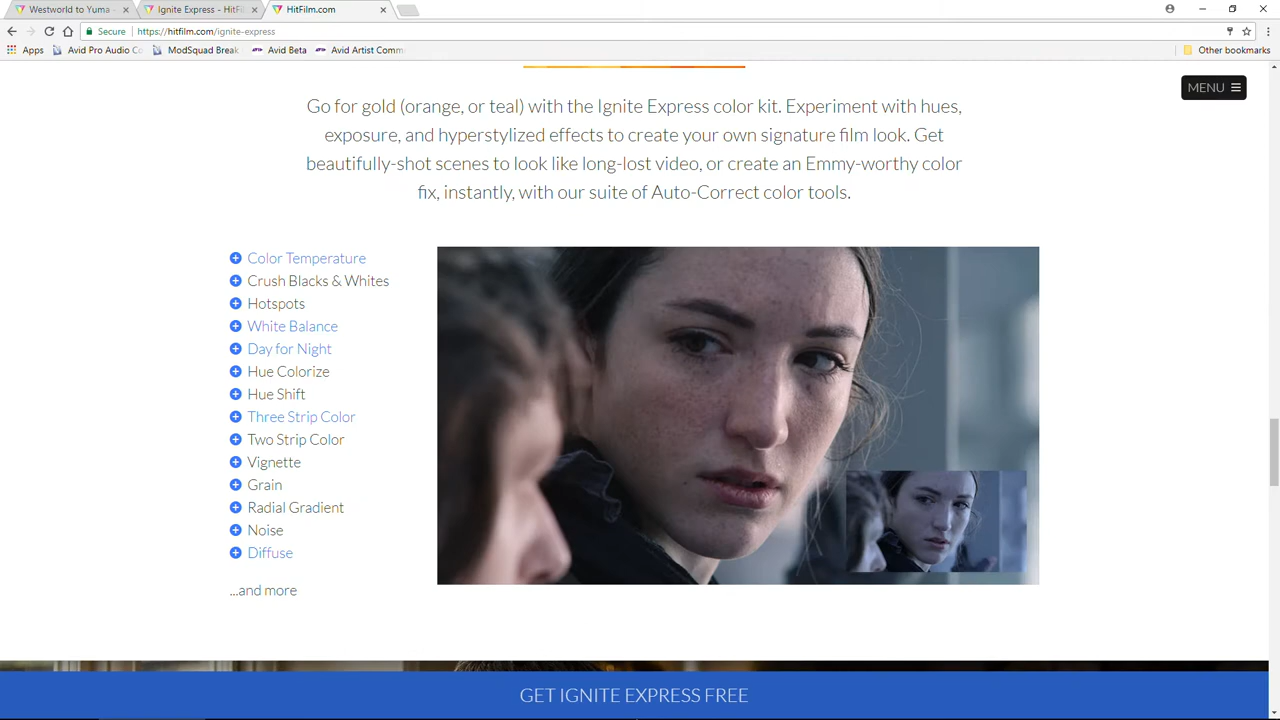 Westworld to Yuma -
Ignite Express - HitFi
HitFilm.com
Secure
https://hitfilm.com/ignite-express
Apps
Avid Pro Audio Co
ModSquad Break
Avid Beta
Avid Artist Comm
Other bookmarks
MENU
Go for gold (orange, or teal) with the Ignite Express color kit. Experiment with hues,
exposure, and hyperstylized effects to create your own signature film look. Get
beautifully-shot scenes to look like long-lost video, or create an Emmy-worthy color
fix, instantly, with our suite of Auto-Correct color tools.
Color Temperature
Crush Blacks & Whites
Hotspots
White Balance
Day for Night
Hue Colorize
Hue Shift
Three Strip Color
Two Strip Color
Vignette
Grain
Radial Gradient
Noise
Diffuse
...and more
GET IGNITE EXPRESS FREE